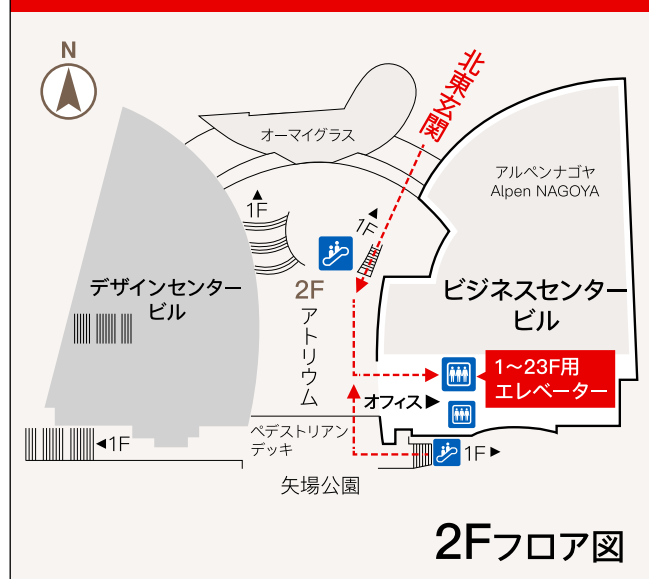 N
北東玄関
オーマイグラス
アルペンナゴヤ
Alpen NAGOYA
1F
1F
2F
アトリウム
デザインセンター
ビル
ビジネスセンター
ビル
1〜23F用
エレベーター
オフィス▶
ペデストリアン
デッキ
◀1F
1F▶
矢場公園
2Fフロア図